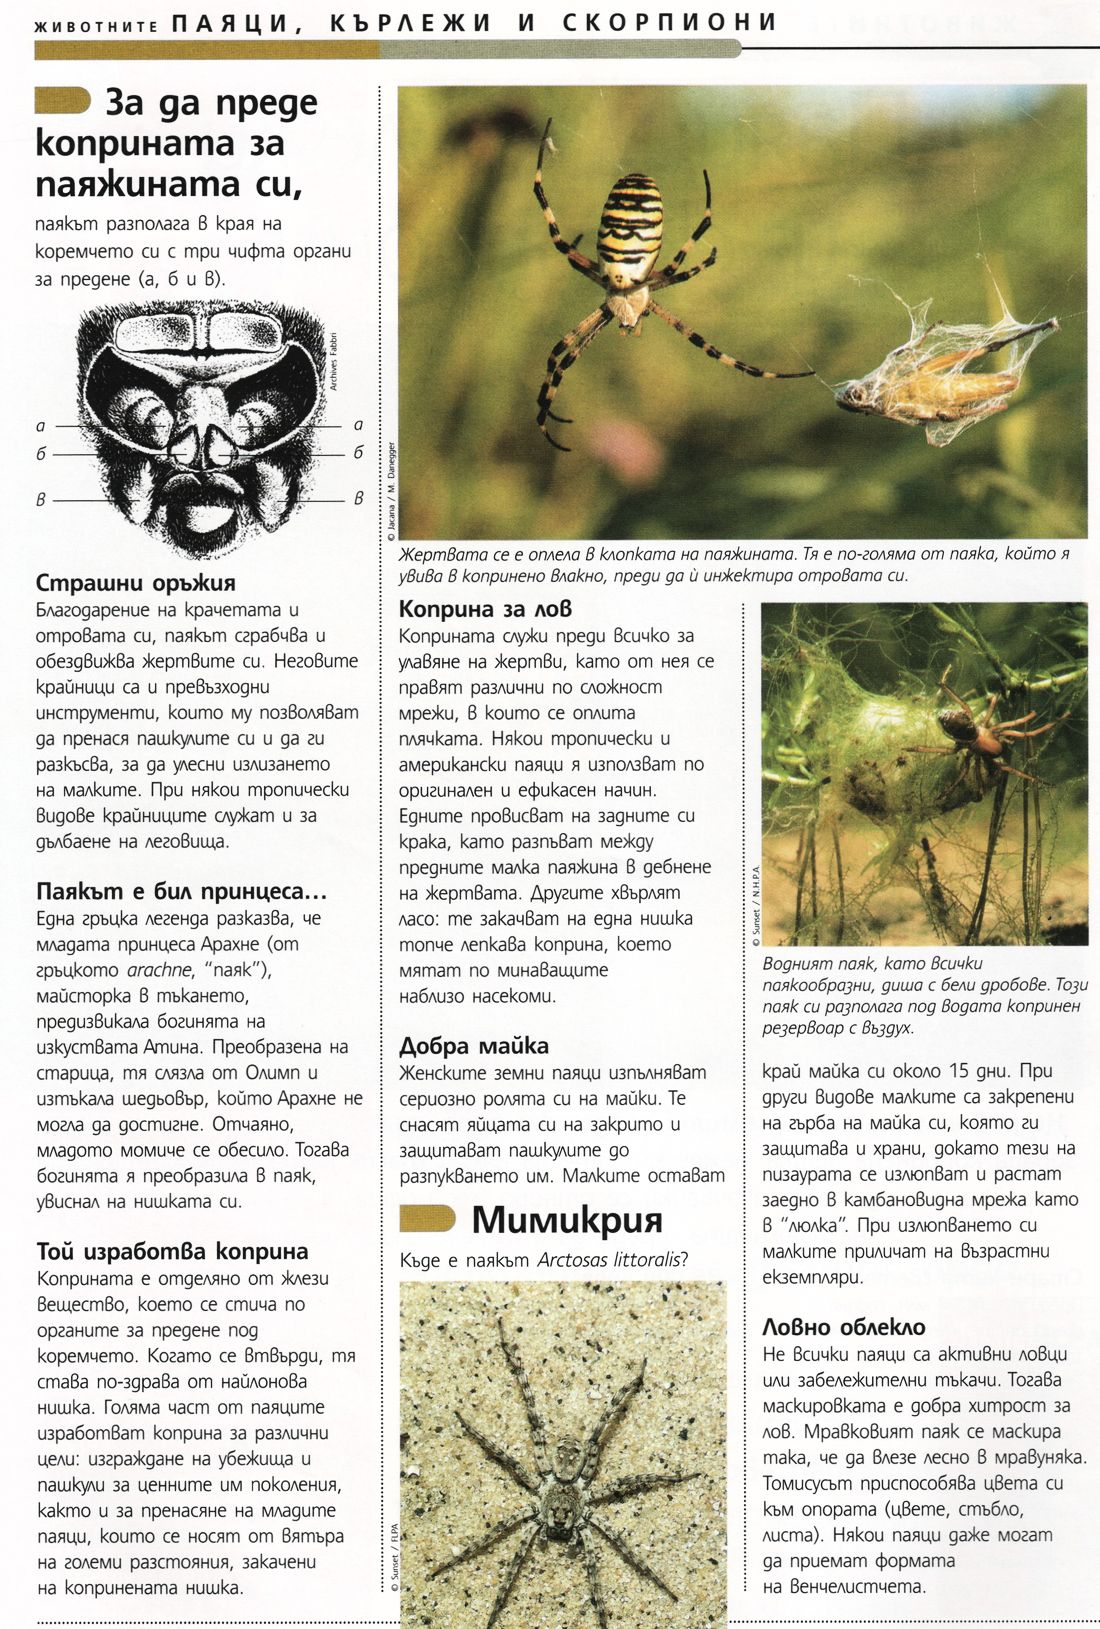 ЖИВОТНИТЕ ПАЯЦИ, КЪРЛЕЖИ И СКОРПИОНИ
За да преде
коприната за
паяжината си,
паякът разполага в края на
коремчето си с три чифта органи
за предене (а, б и в).
Archives Fabbri
а а
б б
в в
Страшни оръжия
Благодарение на крачетата и
отровата си, паякът сграбчва и
обездвижва жертвите си. Неговите
крайници са и превъзходни
инструменти, които му позволяват
да пренася пашкулите си и да ги
разкъсва, за да улесни излизането
на малките. При някои тропически
видове крайниците служат и за
дълбаене на леговища.
Паякът е бил принцеса...
Една гръцка легенда разказва, че
младата принцеса Арахне (от
гръцкото arachne, “паяк”),
майсторка в тъкането,
предизвикала богинята на
изкуствата Атина. Преобразена на
старица, тя слязла от Олимп и
изтъкала шедьовър, който Арахне не
могла да достигне. Отчаяно,
младото момиче се обесило. Тогава
богинята я преобразила в паяк,
увиснал на нишката си.
Той изработва коприна
Коприната е отделяно от жлези
вещество, което се стича по
органите за предене под
коремчето. Когато се втвърди, тя
става по-здрава от найлонова
нишка. Голяма част от паяците
изработват коприна за различни
цели: изграждане на убежища и
пашкули за ценните им поколения,
както и за пренасяне на младите
паяци, които се носят от вятъра
на големи разстояния, закачени
на копринената нишка.
© Jacana / M. Danegger
Жертвата се е оплела в клопката на паяжината. Тя е по-голяма от паяка, който я
увива в копринено влакно, преди да ѝ инжектира отровата си.
Коприна за лов
Коприната служи преди всичко за
улавяне на жертви, като от нея се
правят различни по сложност
мрежи, в които се оплита
плячката. Някои тропически и
американски паяци я използват по
оригинален и ефикасен начин.
Едните провисват на задните си
крака, като разпъват между
предните малка паяжина в дебнене
на жертвата. Другите хвърлят
ласо: те закачват на една нишка
топче лепкава коприна, което
мятат по минаващите
наблизо насекоми.
Добра майка
Женските земни паяци изпълняват
сериозно ролята си на майки. Те
снасят яйцата си на закрито и
защитават пашкулите до
разпукването им. Малките остават
Мимикрия
Къде е паякът Arctosas littoralis?
© Sunset / FLPA
© Sunset / N.H.P.A.
Водният паяк, като всички
паякообразни, диша с бели дробове. Този
паяк си разполага под водата копринен
резервоар с въздух.
край майка си около 15 дни. При
други видове малките са закрепени
на гърба на майка си, която ги
защитава и храни, докато тези на
пизаурата се излюпват и растат
заедно в камбановидна мрежа като
в “люлка”. При излюпването си
малките приличат на възрастни
екземпляри.
Ловно облекло
Не всички паяци са активни ловци
или забележителни тъкачи. Тогава
маскировката е добра хитрост за
лов. Мравковият паяк се маскира
така, че да влезе лесно в мравуняка.
Томисусът приспособява цвета си
към опората (цвете, стъбло,
листа). Някои паяци даже могат
да приемат формата
на венчелистчета.